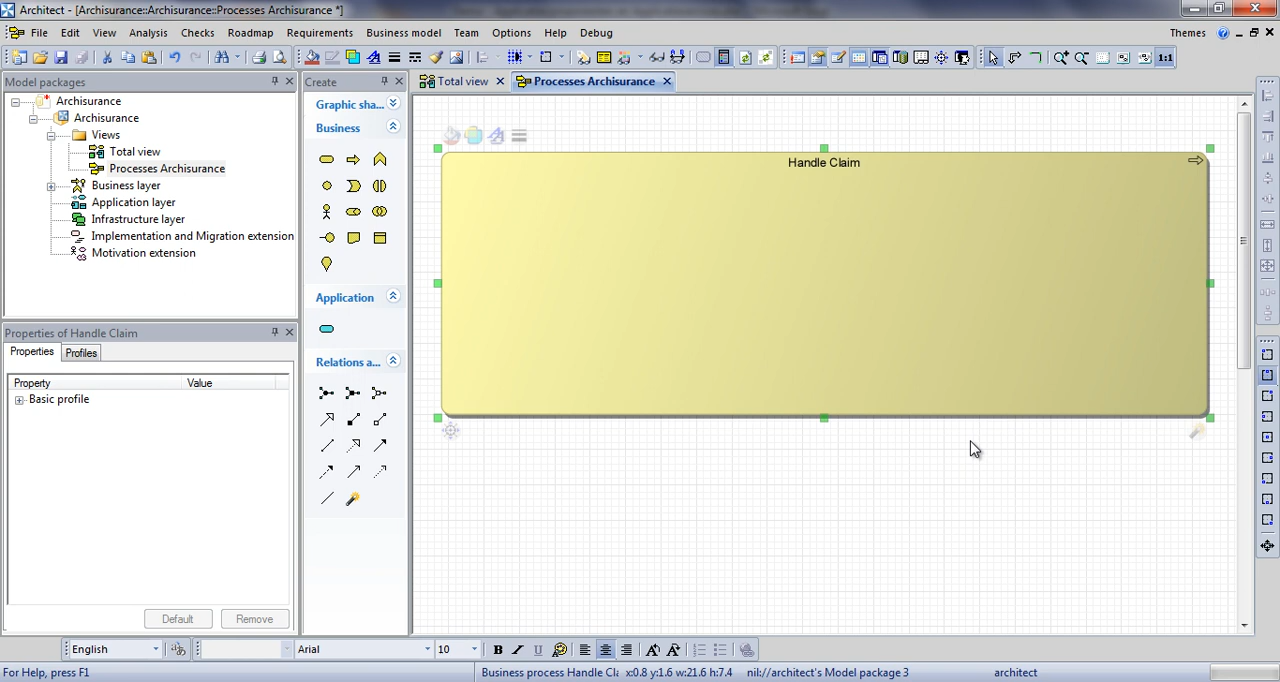 Architect - [Archisurance::Archisurance::Processes Archisurance *]
File Edit View Analysis Checks Roadmap Requirements Business model Team Options Help Debug Themes
1:1
Model packages
Archisurance
Archisurance
Views
Total view
Processes Archisurance
Business layer
Application layer
Infrastructure layer
Implementation and Migration extension
Motivation extension
Properties of Handle Claim
Properties Profiles
Property Value
Basic profile
Default Remove
Create
Graphic sha...
Business
Application
Relations a...
Total view Processes Archisurance
Handle Claim
English Arial 10 B I U
For Help, press F1 Business process Handle Cla x:0.8 y:1.6 w:21.6 h:7.4 nil://architect's Model package 3 architect